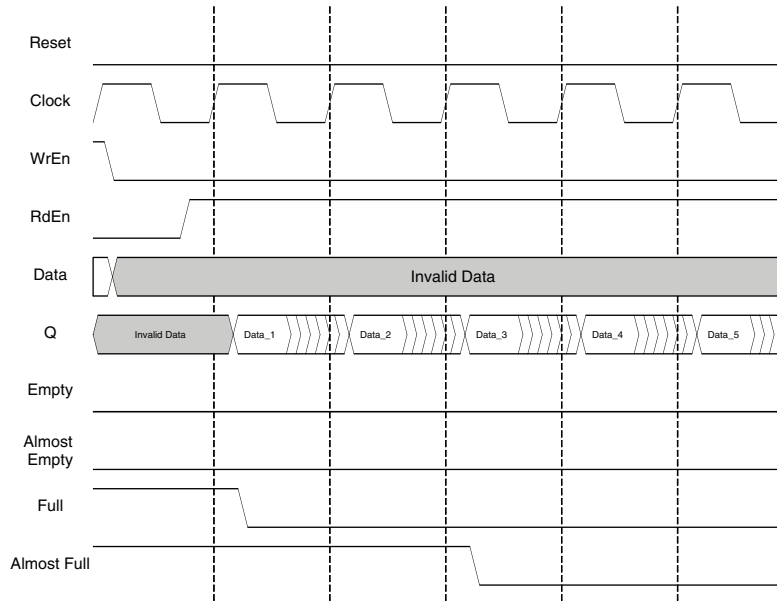 Reset
Clock
WrEn
RdEn
Data
Invalid Data
Q
Invalid Data
Data_1
Data_2
Data_3
Data_4
Data_5
Empty
Almost
Empty
Full
Almost Full